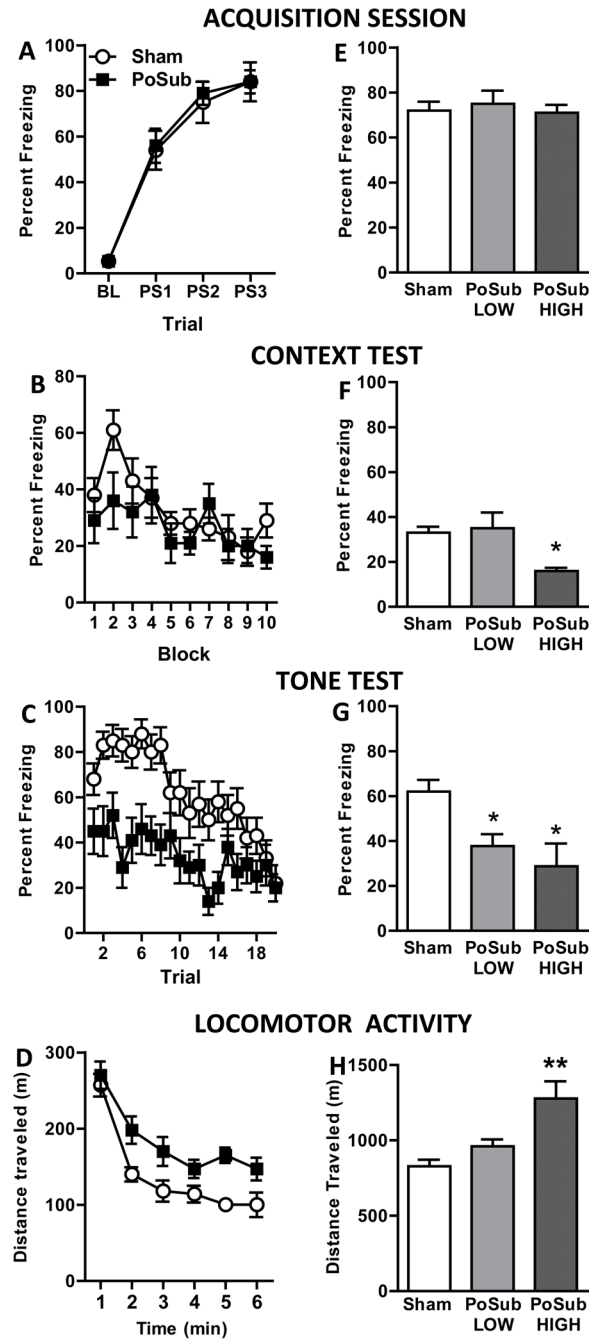 ACQUISITION SESSION
A
Sham
PoSub
Percent Freezing
100
80
60
40
20
0
BL PS1 PS2 PS3
Trial
E
Percent Freezing
100
80
60
40
20
0
Sham PoSub LOW PoSub HIGH
CONTEXT TEST
B
Percent Freezing
80
60
40
20
0
1 2 3 4 5 6 7 8 9 10
Block
F
Percent Freezing
100
80
60
40
20
0
*
Sham PoSub LOW PoSub HIGH
TONE TEST
C
Percent Freezing
100
80
60
40
20
0
2 6 10 14 18
Trial
G
Percent Freezing
100
80
60
40
20
0
* *
Sham PoSub LOW PoSub HIGH
LOCOMOTOR ACTIVITY
D
Distance traveled (m)
300
200
100
0
1 2 3 4 5 6
Time (min)
H
Distance Traveled (m)
1500
1000
500
0
**
Sham PoSub LOW PoSub HIGH